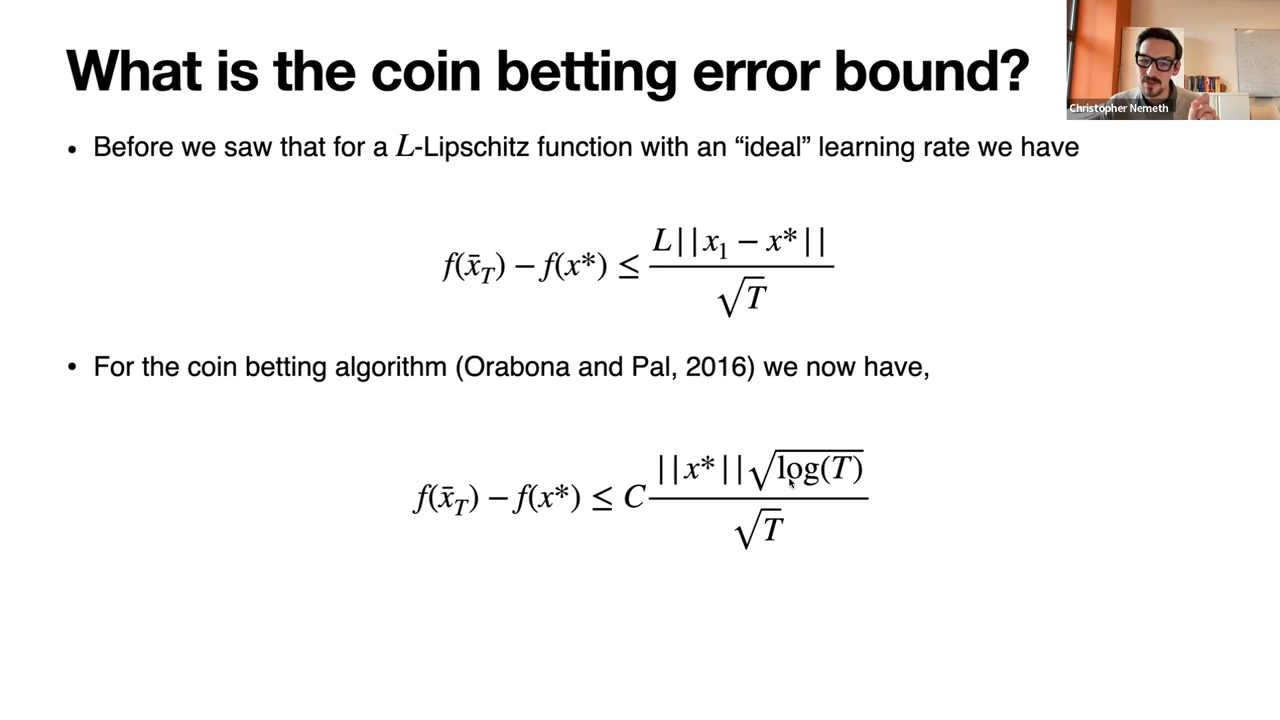 What is the coin betting error bound?
Christopher Nemeth
• Before we saw that for a L-Lipschitz function with an “ideal” learning rate we have
f(x̄_T) − f(x*) ≤ L||x₁ − x*|| / √T
• For the coin betting algorithm (Orabona and Pal, 2016) we now have,
f(x̄_T) − f(x*) ≤ C ||x*||√log(T) / √T